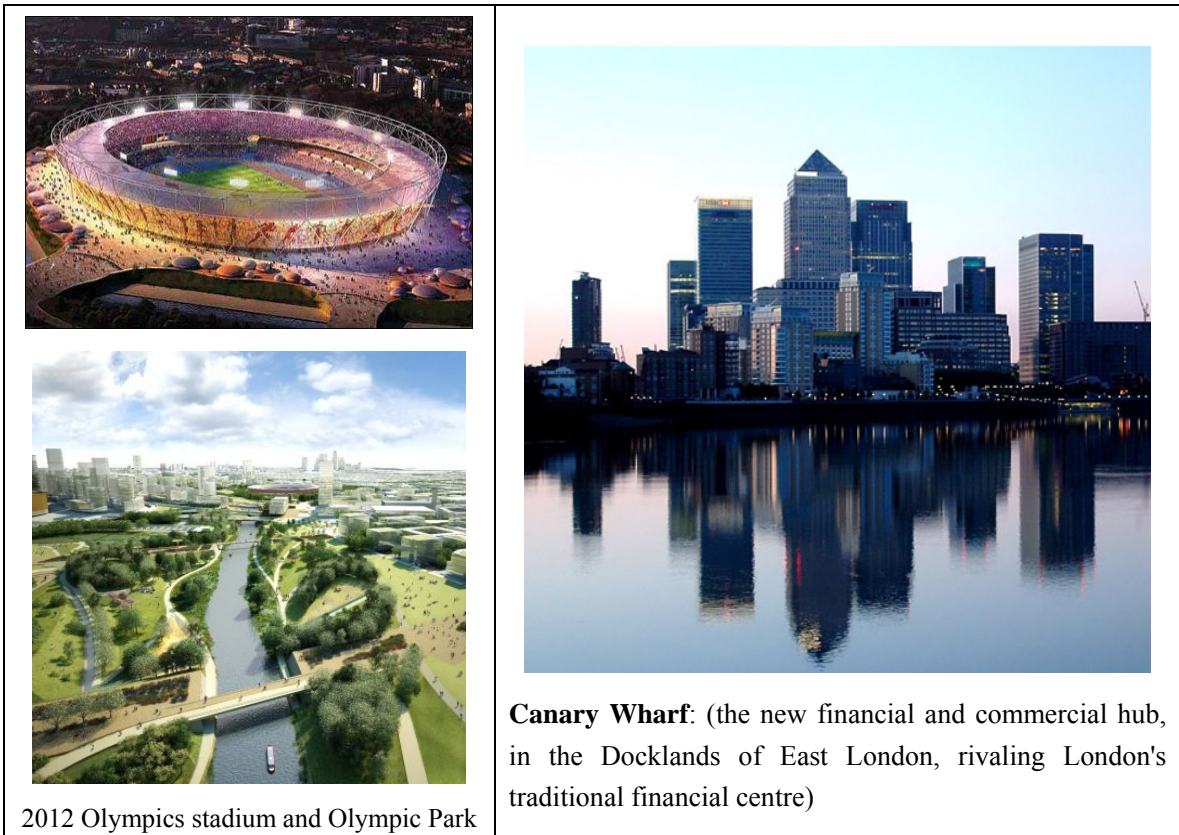 2012 Olympics stadium and Olympic Park
Canary Wharf: (the new financial and commercial hub,
in the Docklands of East London, rivaling London's
traditional financial centre)